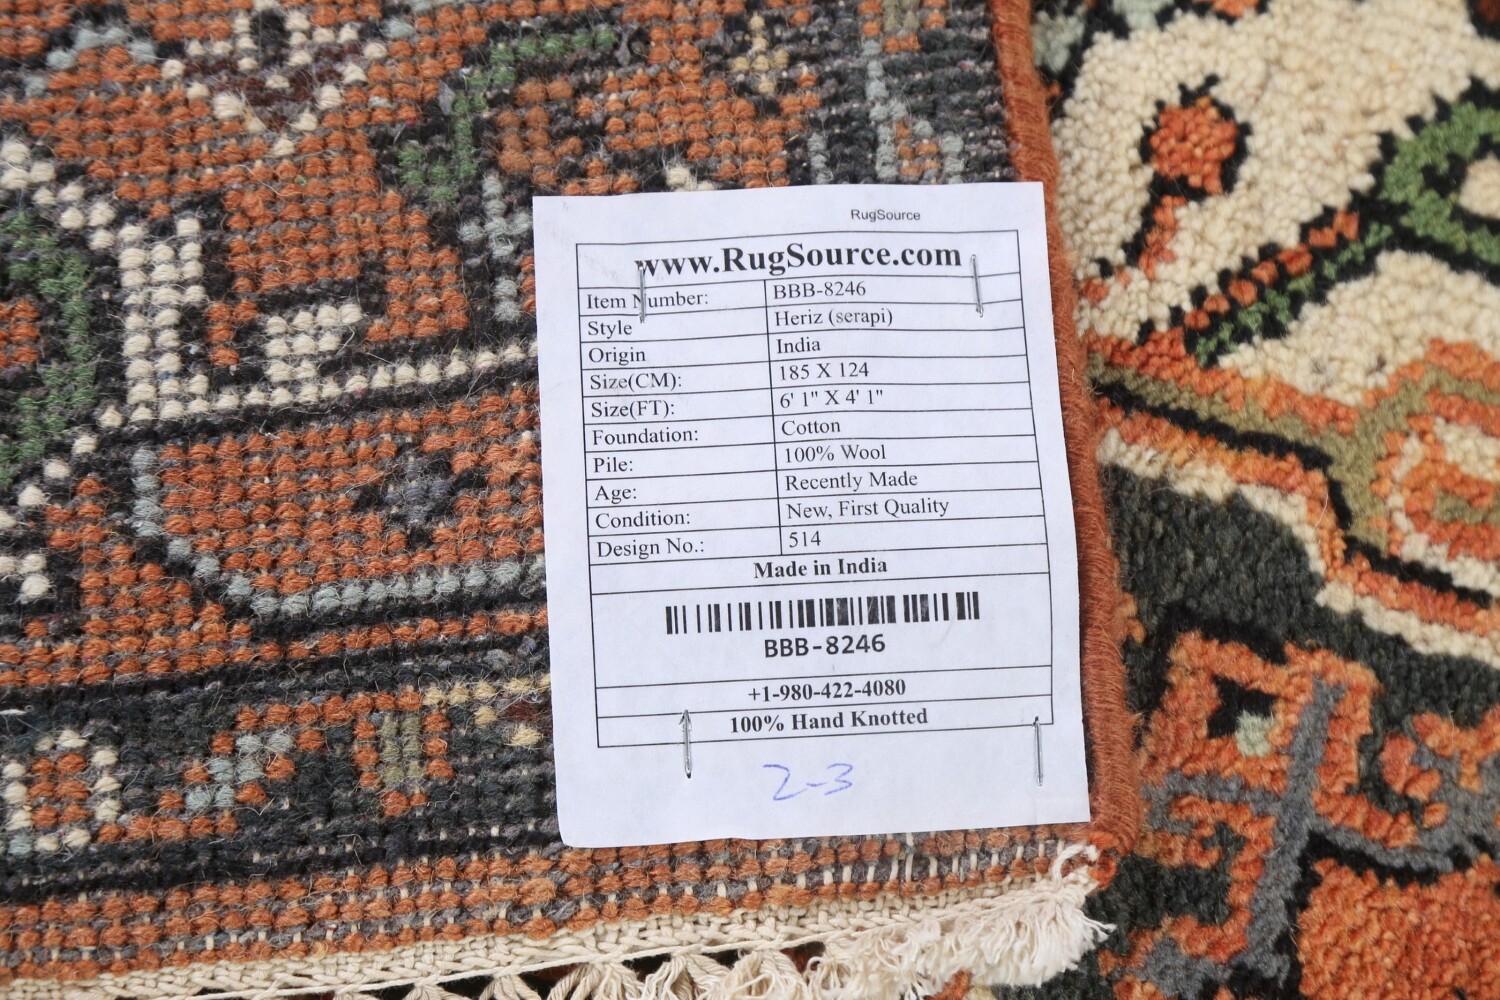 RugSource
www.RugSource.com
Item Number: BBB-8246
Style Heriz (serapi)
Origin India
Size(CM): 185 X 124
Size(FT): 6' 1" X 4' 1"
Foundation: Cotton
Pile: 100% Wool
Age: Recently Made
Condition: New, First Quality
Design No.: 514
Made in India
BBB-8246
+1-980-422-4080
100% Hand Knotted
2-3